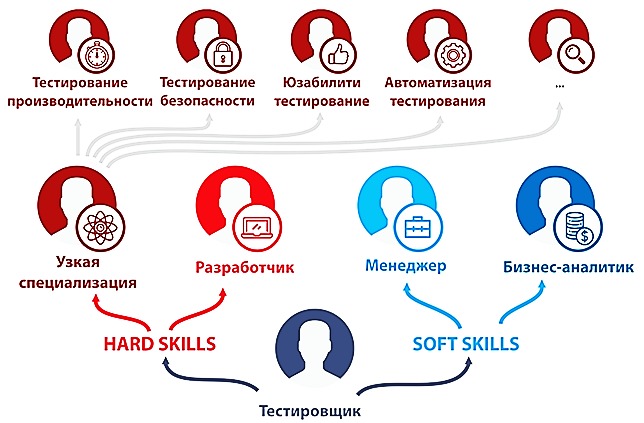 Тестирование
производительности
Тестирование
безопасности
Юзабилити
тестирование
Автоматизация
тестирования
...
Узкая
специализация
Разработчик
Менеджер
Бизнес-аналитик
HARD SKILLS
SOFT SKILLS
Тестировщик